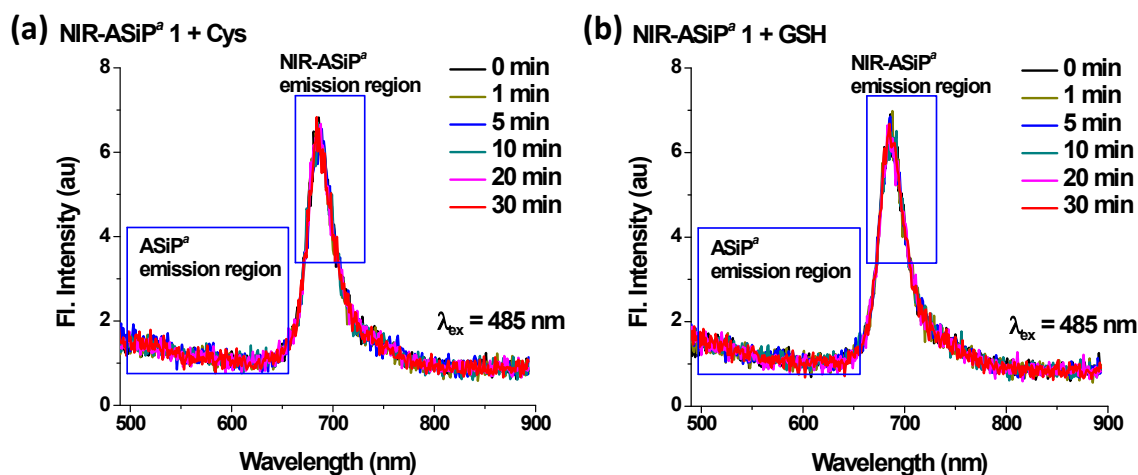 (a) NIR-ASiPᵃ 1 + Cys
NIR-ASiPᵃ
emission region
0 min
1 min
5 min
10 min
20 min
30 min
ASiPᵃ
emission region
λex = 485 nm
Fl. Intensity (au)
8
6
4
2
0
500 600 700 800 900
Wavelength (nm)
(b) NIR-ASiPᵃ 1 + GSH
NIR-ASiPᵃ
emission region
0 min
1 min
5 min
10 min
20 min
30 min
ASiPᵃ
emission region
λex = 485 nm
Fl. Intensity (au)
8
6
4
2
0
500 600 700 800 900
Wavelength (nm)